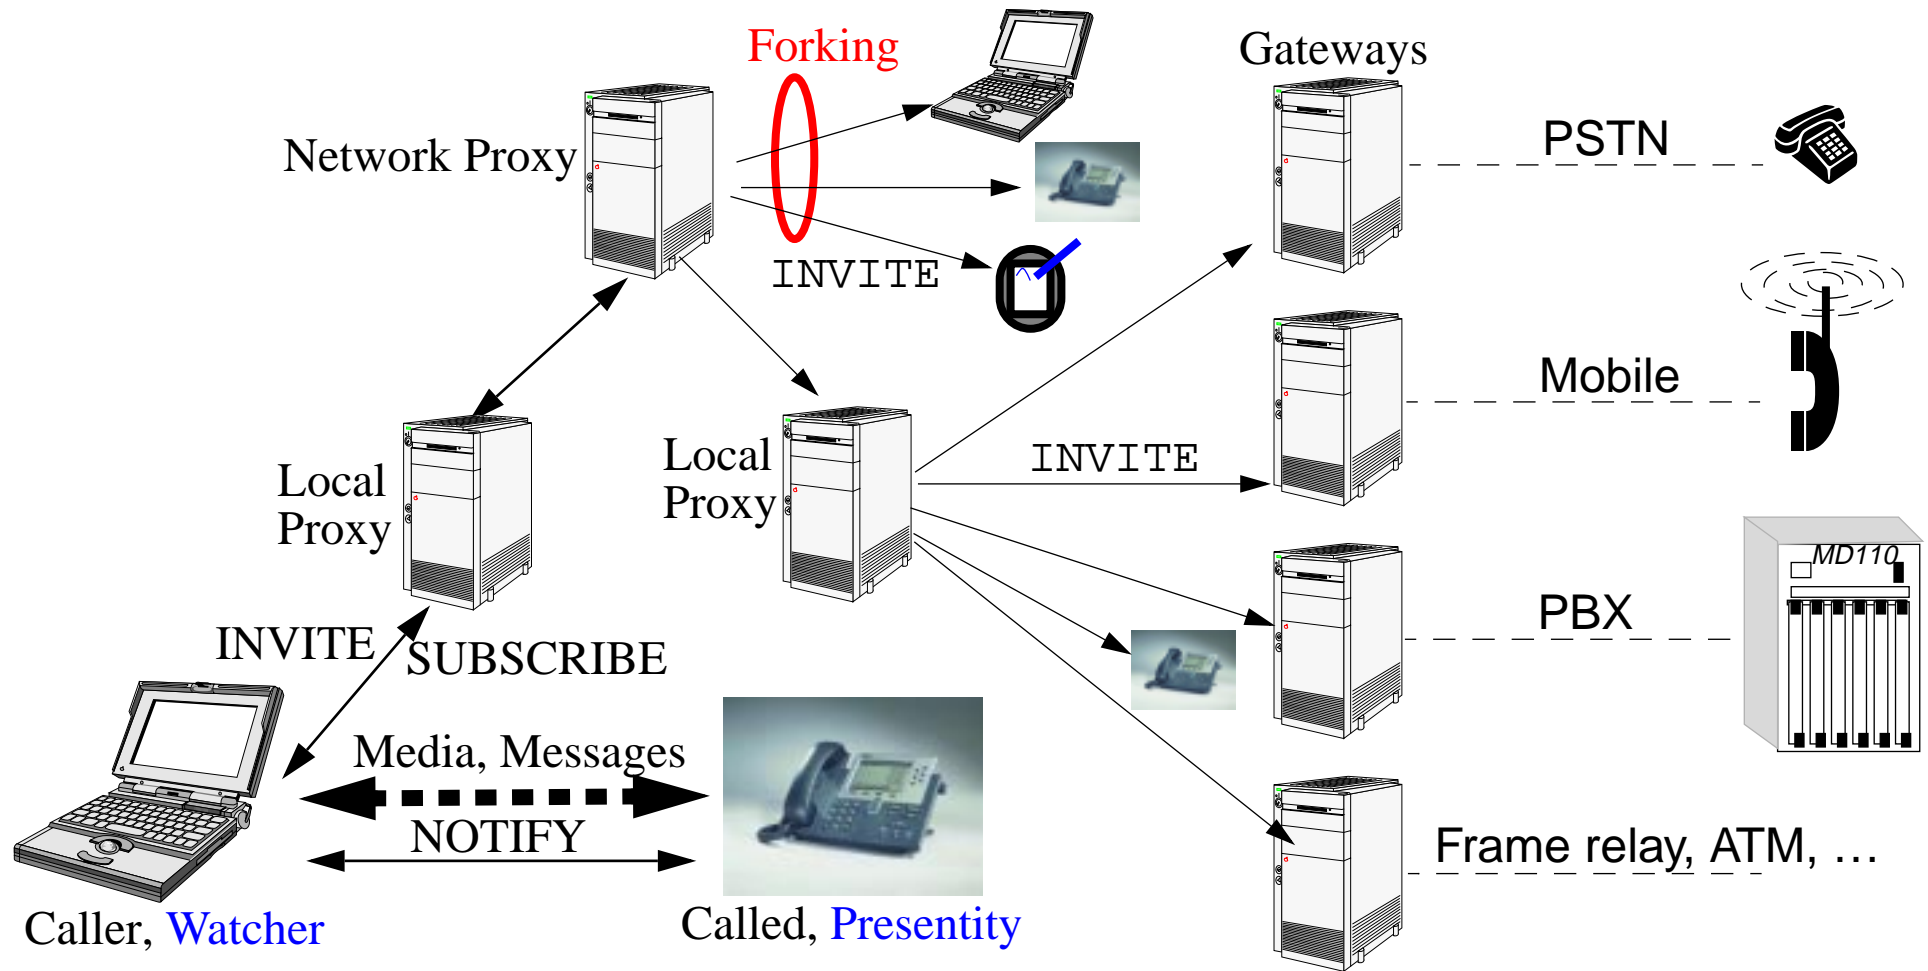 Forking
Gateways
Network Proxy
PSTN
INVITE
Mobile
Local
Proxy
Local
Proxy
INVITE
MD110
PBX
INVITE
SUBSCRIBE
Media, Messages
NOTIFY
Frame relay, ATM, …
Caller, Watcher
Called, Presentity